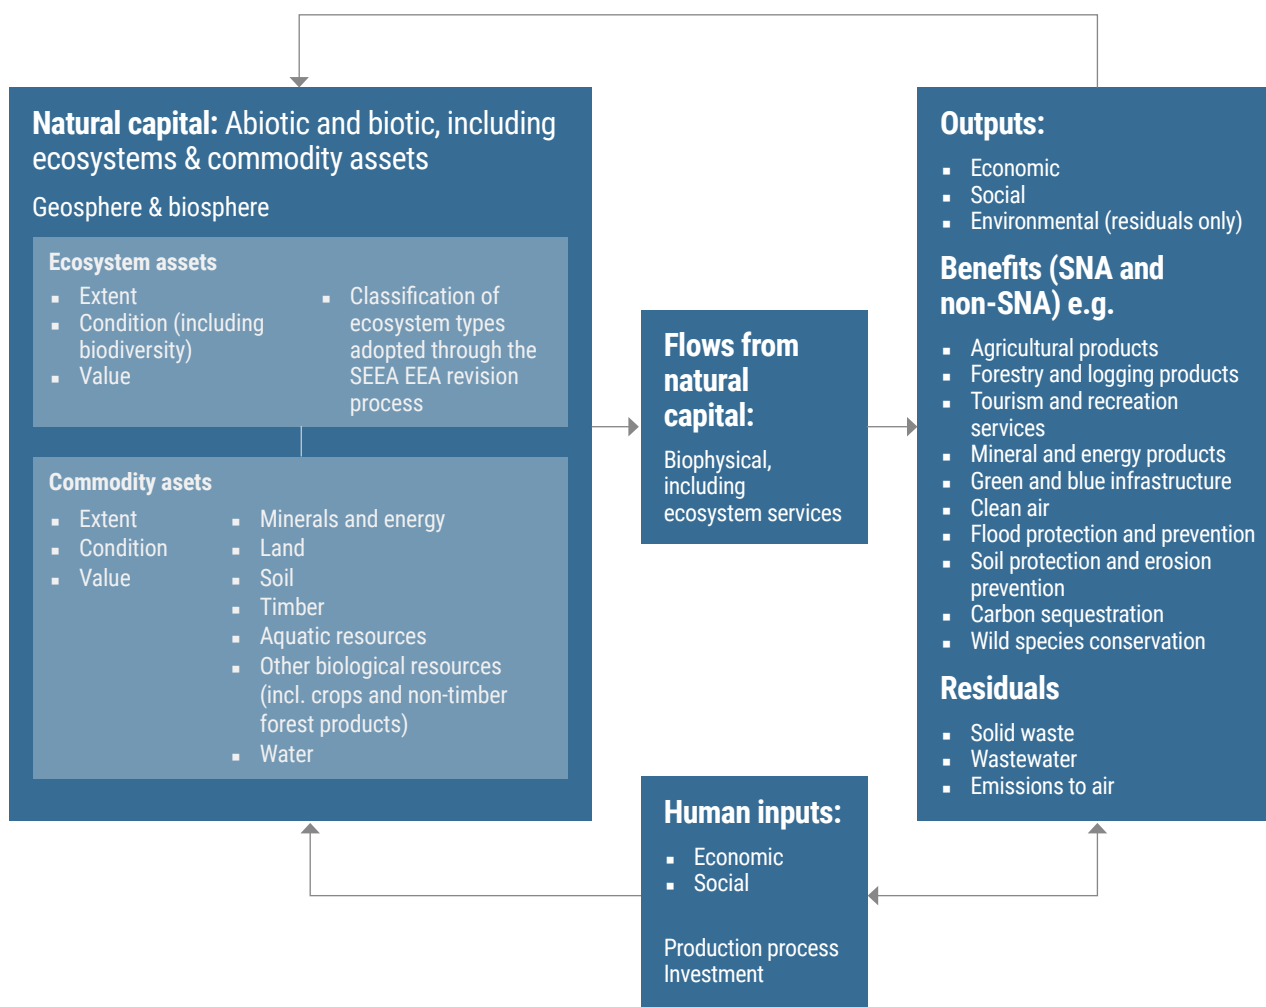 Natural capital: Abiotic and biotic, including
ecosystems & commodity assets
Geosphere & biosphere
Ecosystem assets
Extent
Condition (including
biodiversity)
Value
Classification of
ecosystem types
adopted through the
SEEA EEA revision
process
Commodity asets
Extent
Condition
Value
Minerals and energy
Land
Soil
Timber
Aquatic resources
Other biological resources
(incl. crops and non-timber
forest products)
Water
Flows from
natural
capital:
Biophysical,
including
ecosystem services
Human inputs:
Economic
Social
Production process
Investment
Outputs:
Economic
Social
Environmental (residuals only)
Benefits (SNA and
non-SNA) e.g.
Agricultural products
Forestry and logging products
Tourism and recreation
services
Mineral and energy products
Green and blue infrastructure
Clean air
Flood protection and prevention
Soil protection and erosion
prevention
Carbon sequestration
Wild species conservation
Residuals
Solid waste
Wastewater
Emissions to air